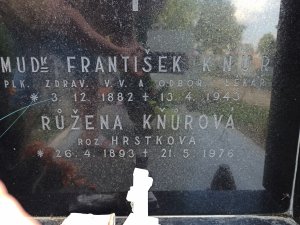 MUDR. FRANTIŠEK KNUR
PLK. ZDRAV. V.V. A ODBOR. LÉKAŘ
* 3. 12. 1882 + 13. 4. 1943
RŮŽENA KNUROVÁ
ROZ. HRSTKOVÁ
* 26. 4. 1893 + 21. 5. 1976